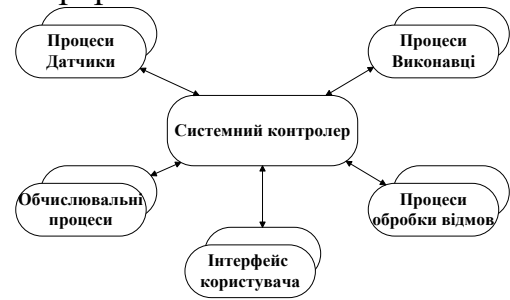 Процеси
Датчики
Процеси
Виконавці
Системний контролер
Обчислювальні
процеси
Процеси
обробки відмов
Інтерфейс
користувача